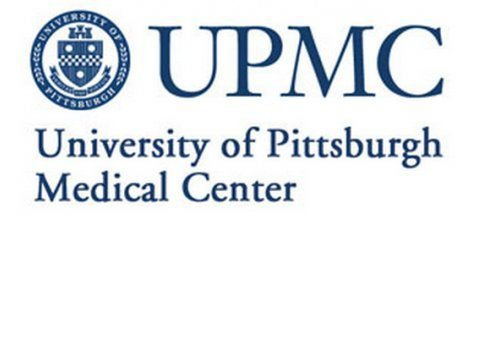 UNIVERSITY OF
PITTSBURGH
UPMC
University of Pittsburgh
Medical Center